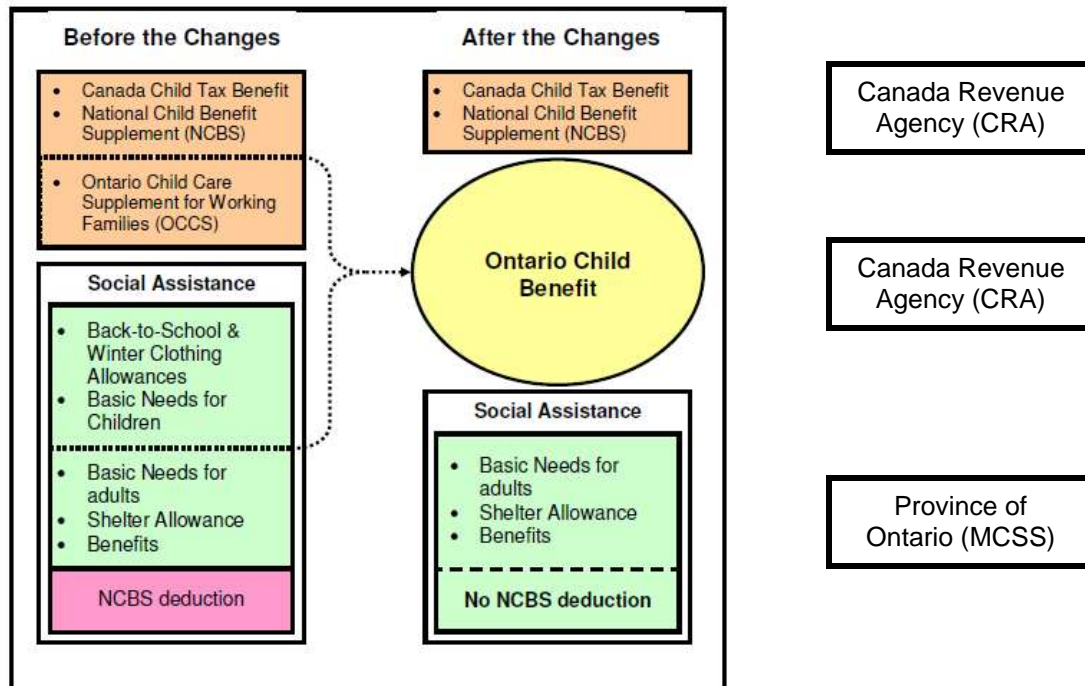 Before the Changes
• Canada Child Tax Benefit
• National Child Benefit
Supplement (NCBS)
• Ontario Child Care
Supplement for Working
Families (OCCS)
Social Assistance
• Back-to-School &
Winter Clothing
Allowances
• Basic Needs for
Children
• Basic Needs for
adults
• Shelter Allowance
• Benefits
NCBS deduction
After the Changes
• Canada Child Tax Benefit
• National Child Benefit
Supplement (NCBS)
Ontario Child
Benefit
Social Assistance
• Basic Needs for
adults
• Shelter Allowance
• Benefits
No NCBS deduction
Canada Revenue
Agency (CRA)
Canada Revenue
Agency (CRA)
Province of
Ontario (MCSS)